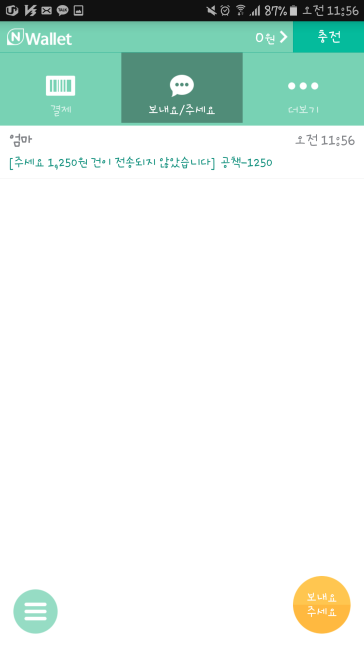 87% 오전 11:56
N Wallet 0원 충전
결제 보내요/주세요 더보기
엄마 오전 11:56
[주세요 1,250원 건이 전송되지 않았습니다] 공책-1250
보내요
주세요